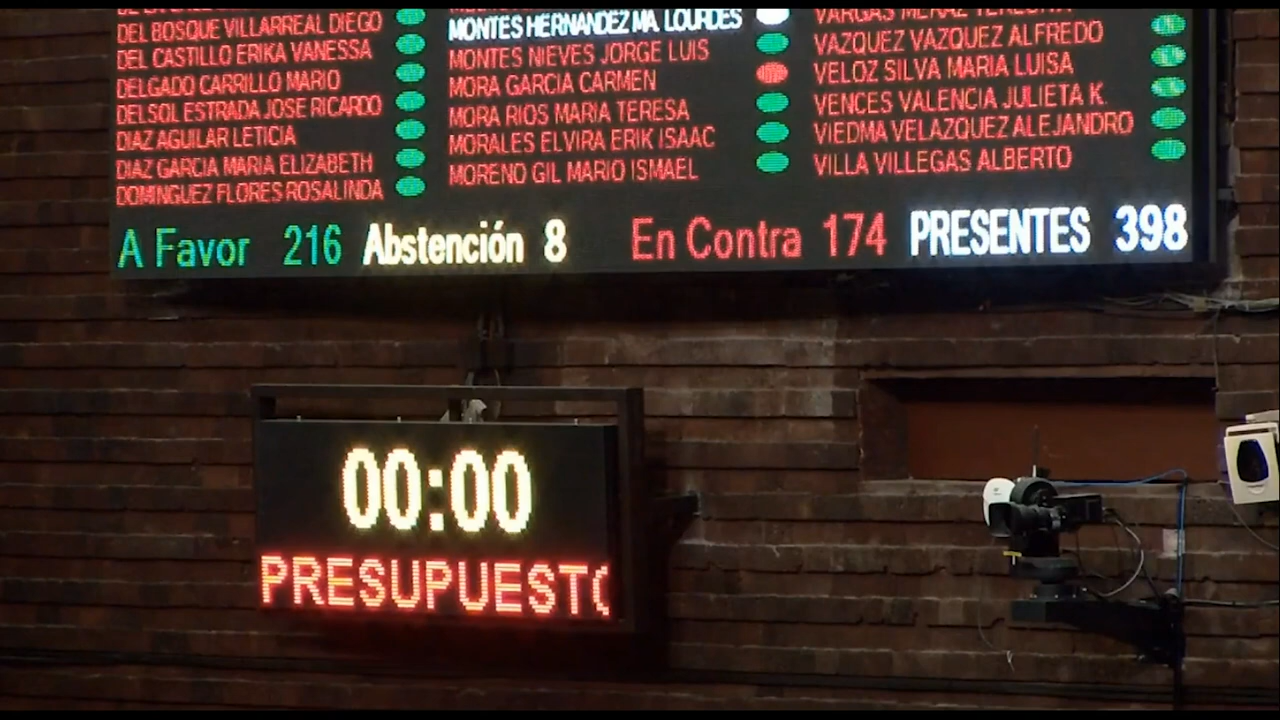 DEL BOSQUE VILLARREAL DIEGO
DEL CASTILLO ERIKA VANESSA
DELGADO CARRILLO MARIO
DELSOL ESTRADA JOSE RICARDO
DIAZ AGUILAR LETICIA
DIAZ GARCIA MARIA ELIZABETH
DOMINGUEZ FLORES ROSALINDA
MONTES HERNANDEZ MA. LOURDES
MONTES NIEVES JORGE LUIS
MORA GARCIA CARMEN
MORA RIOS MARIA TERESA
MORALES ELVIRA ERIK ISAAC
MORENO GIL MARIO ISMAEL
VARGAS MERAZ TERESITA
VAZQUEZ VAZQUEZ ALFREDO
VELOZ SILVA MARIA LUISA
VENCES VALENCIA JULIETA K.
VIEDMA VELAZQUEZ ALEJANDRO
VILLA VILLEGAS ALBERTO
A Favor 216 Abstención 8 En Contra 174 PRESENTES 398
00:00
PRESUPUESTO